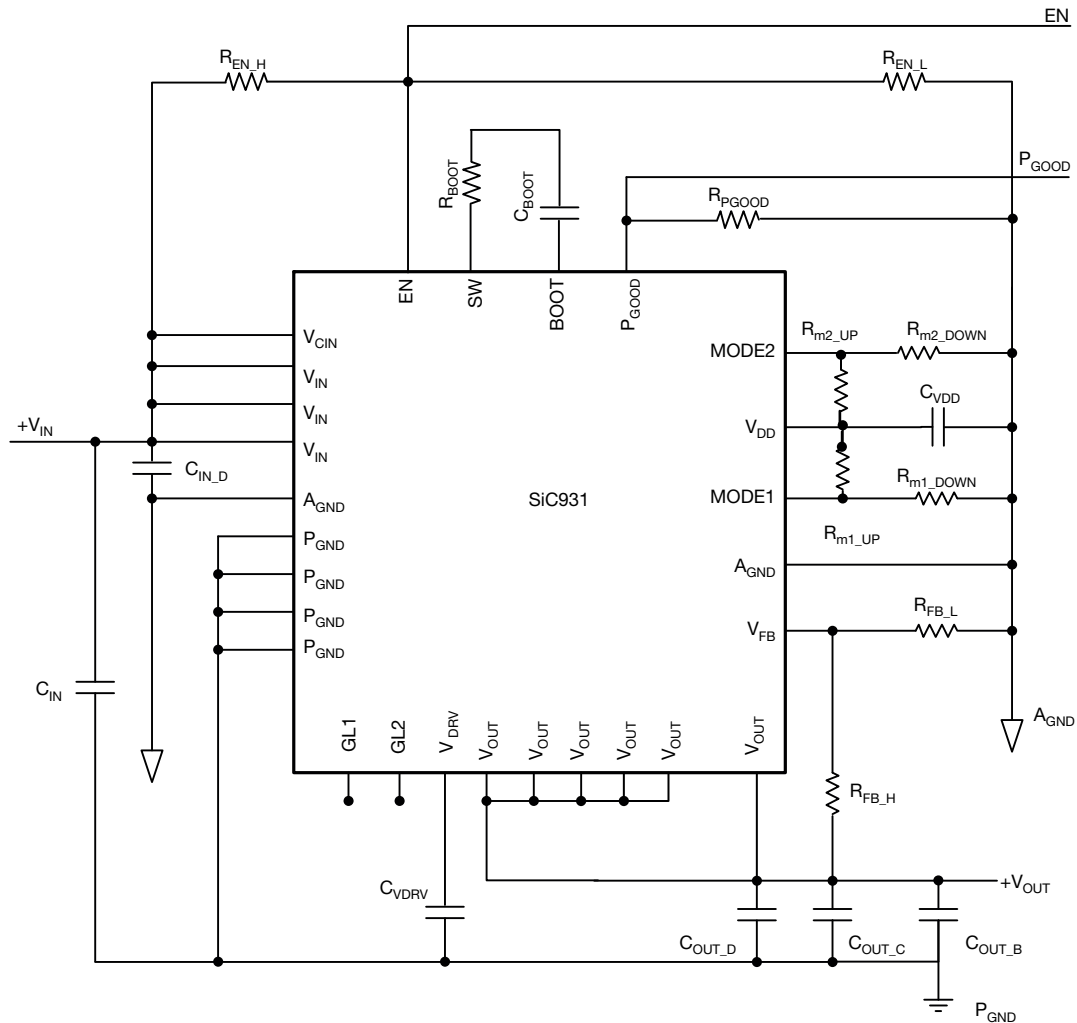 EN
R_EN_H
R_EN_L
P_GOOD
R_BOOT
C_BOOT
R_PGOOD
EN
SW
BOOT
P_GOOD
V_CIN
MODE2
R_m2_UP
R_m2_DOWN
V_IN
C_VDD
V_IN
+V_IN
V_DD
V_IN
C_IN_D
R_m1_DOWN
A_GND
SiC931
MODE1
R_m1_UP
P_GND
A_GND
P_GND
R_FB_L
P_GND
V_FB
P_GND
C_IN
A_GND
GL1
GL2
V_DRV
V_OUT
V_OUT
V_OUT
V_OUT
V_OUT
V_OUT
R_FB_H
C_VDRV
+V_OUT
C_OUT_D
C_OUT_C
C_OUT_B
P_GND